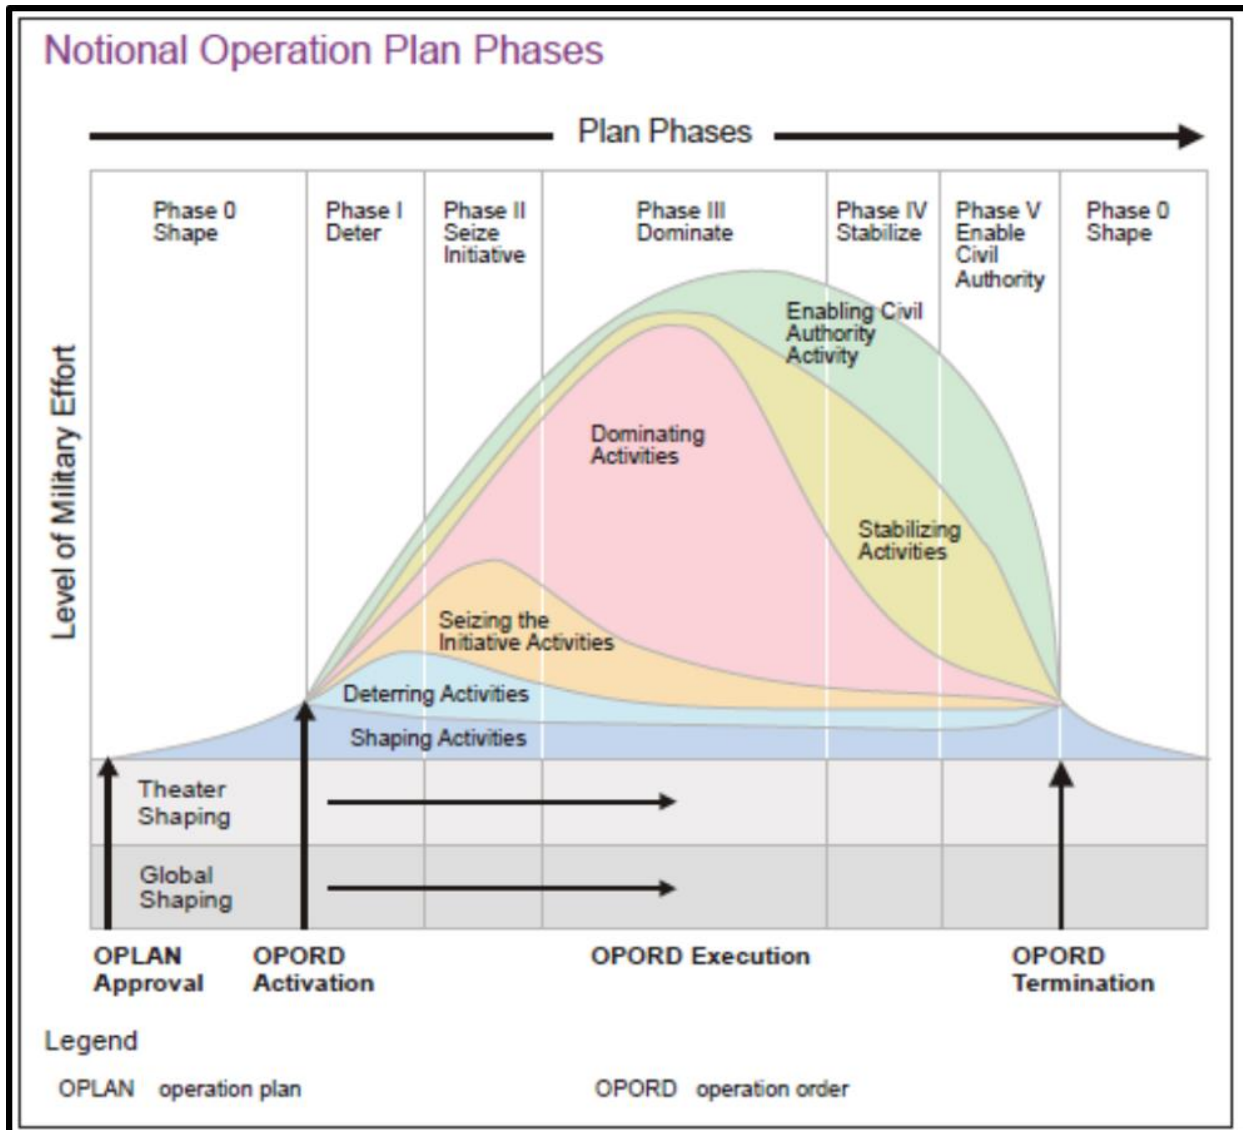 Notional Operation Plan Phases
Plan Phases
Phase 0
Shape
Phase I
Deter
Phase II
Seize
Initiative
Phase III
Dominate
Phase IV
Stabilize
Phase V
Enable
Civil
Authority
Phase 0
Shape
Level of Military Effort
Enabling Civil
Authority
Activity
Dominating
Activities
Stabilizing
Activities
Seizing the
Initiative Activities
Deterring Activities
Shaping Activities
Theater
Shaping
Global
Shaping
OPLAN
Approval
OPORD
Activation
OPORD Execution
OPORD
Termination
Legend
OPLAN operation plan
OPORD operation order